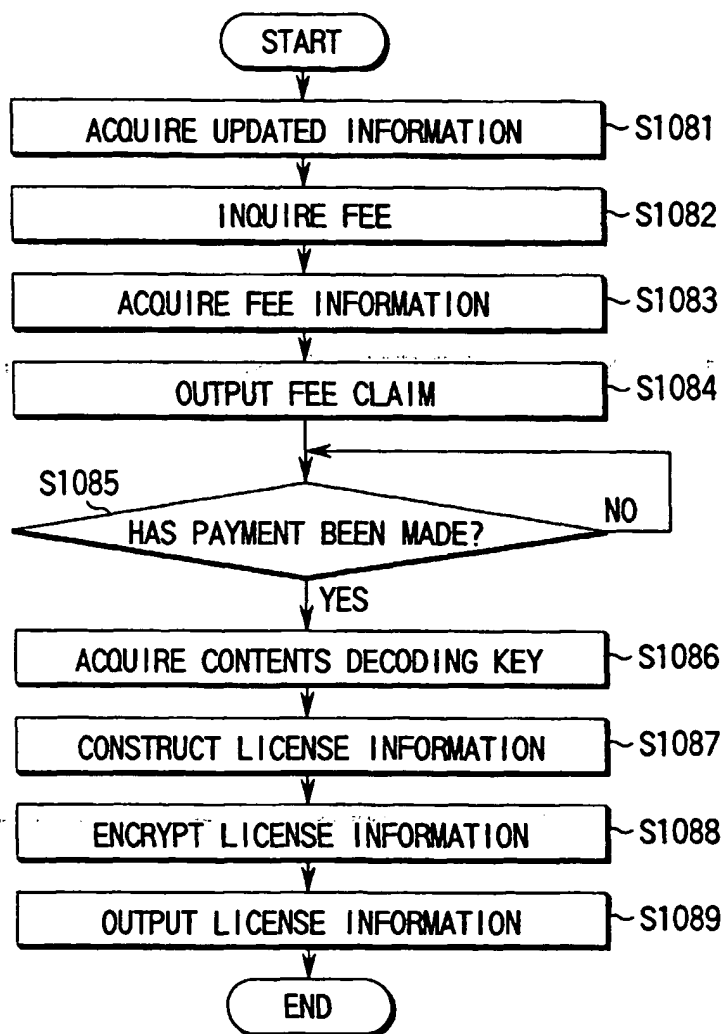 START
ACQUIRE UPDATED INFORMATION
S1081
INQUIRE FEE
S1082
ACQUIRE FEE INFORMATION
S1083
OUTPUT FEE CLAIM
S1084
S1085
HAS PAYMENT BEEN MADE?
NO
YES
ACQUIRE CONTENTS DECODING KEY
S1086
CONSTRUCT LICENSE INFORMATION
S1087
ENCRYPT LICENSE INFORMATION
S1088
OUTPUT LICENSE INFORMATION
S1089
END